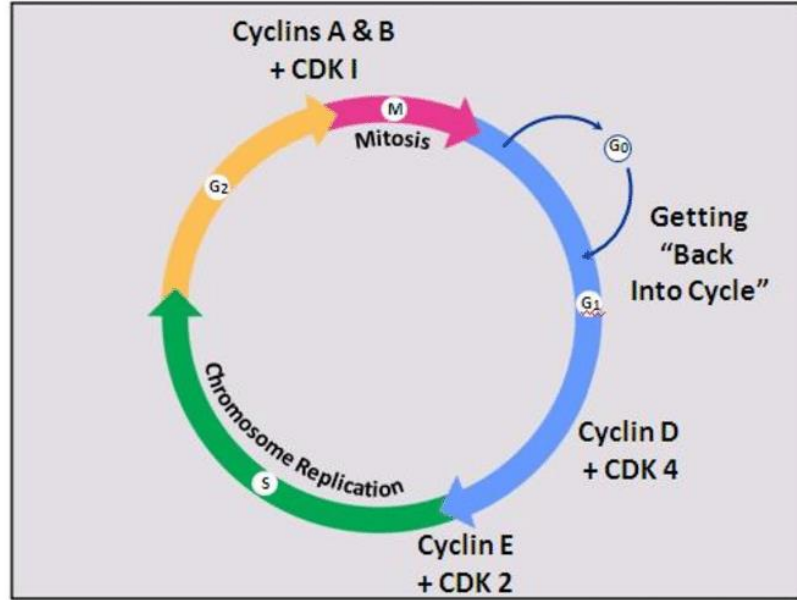 Cyclins A & B
+ CDK I
M
Mitosis
G0
G2
Getting
“Back
Into Cycle”
G1
Chromosome Replication
S
Cyclin D
+ CDK 4
Cyclin E
+ CDK 2